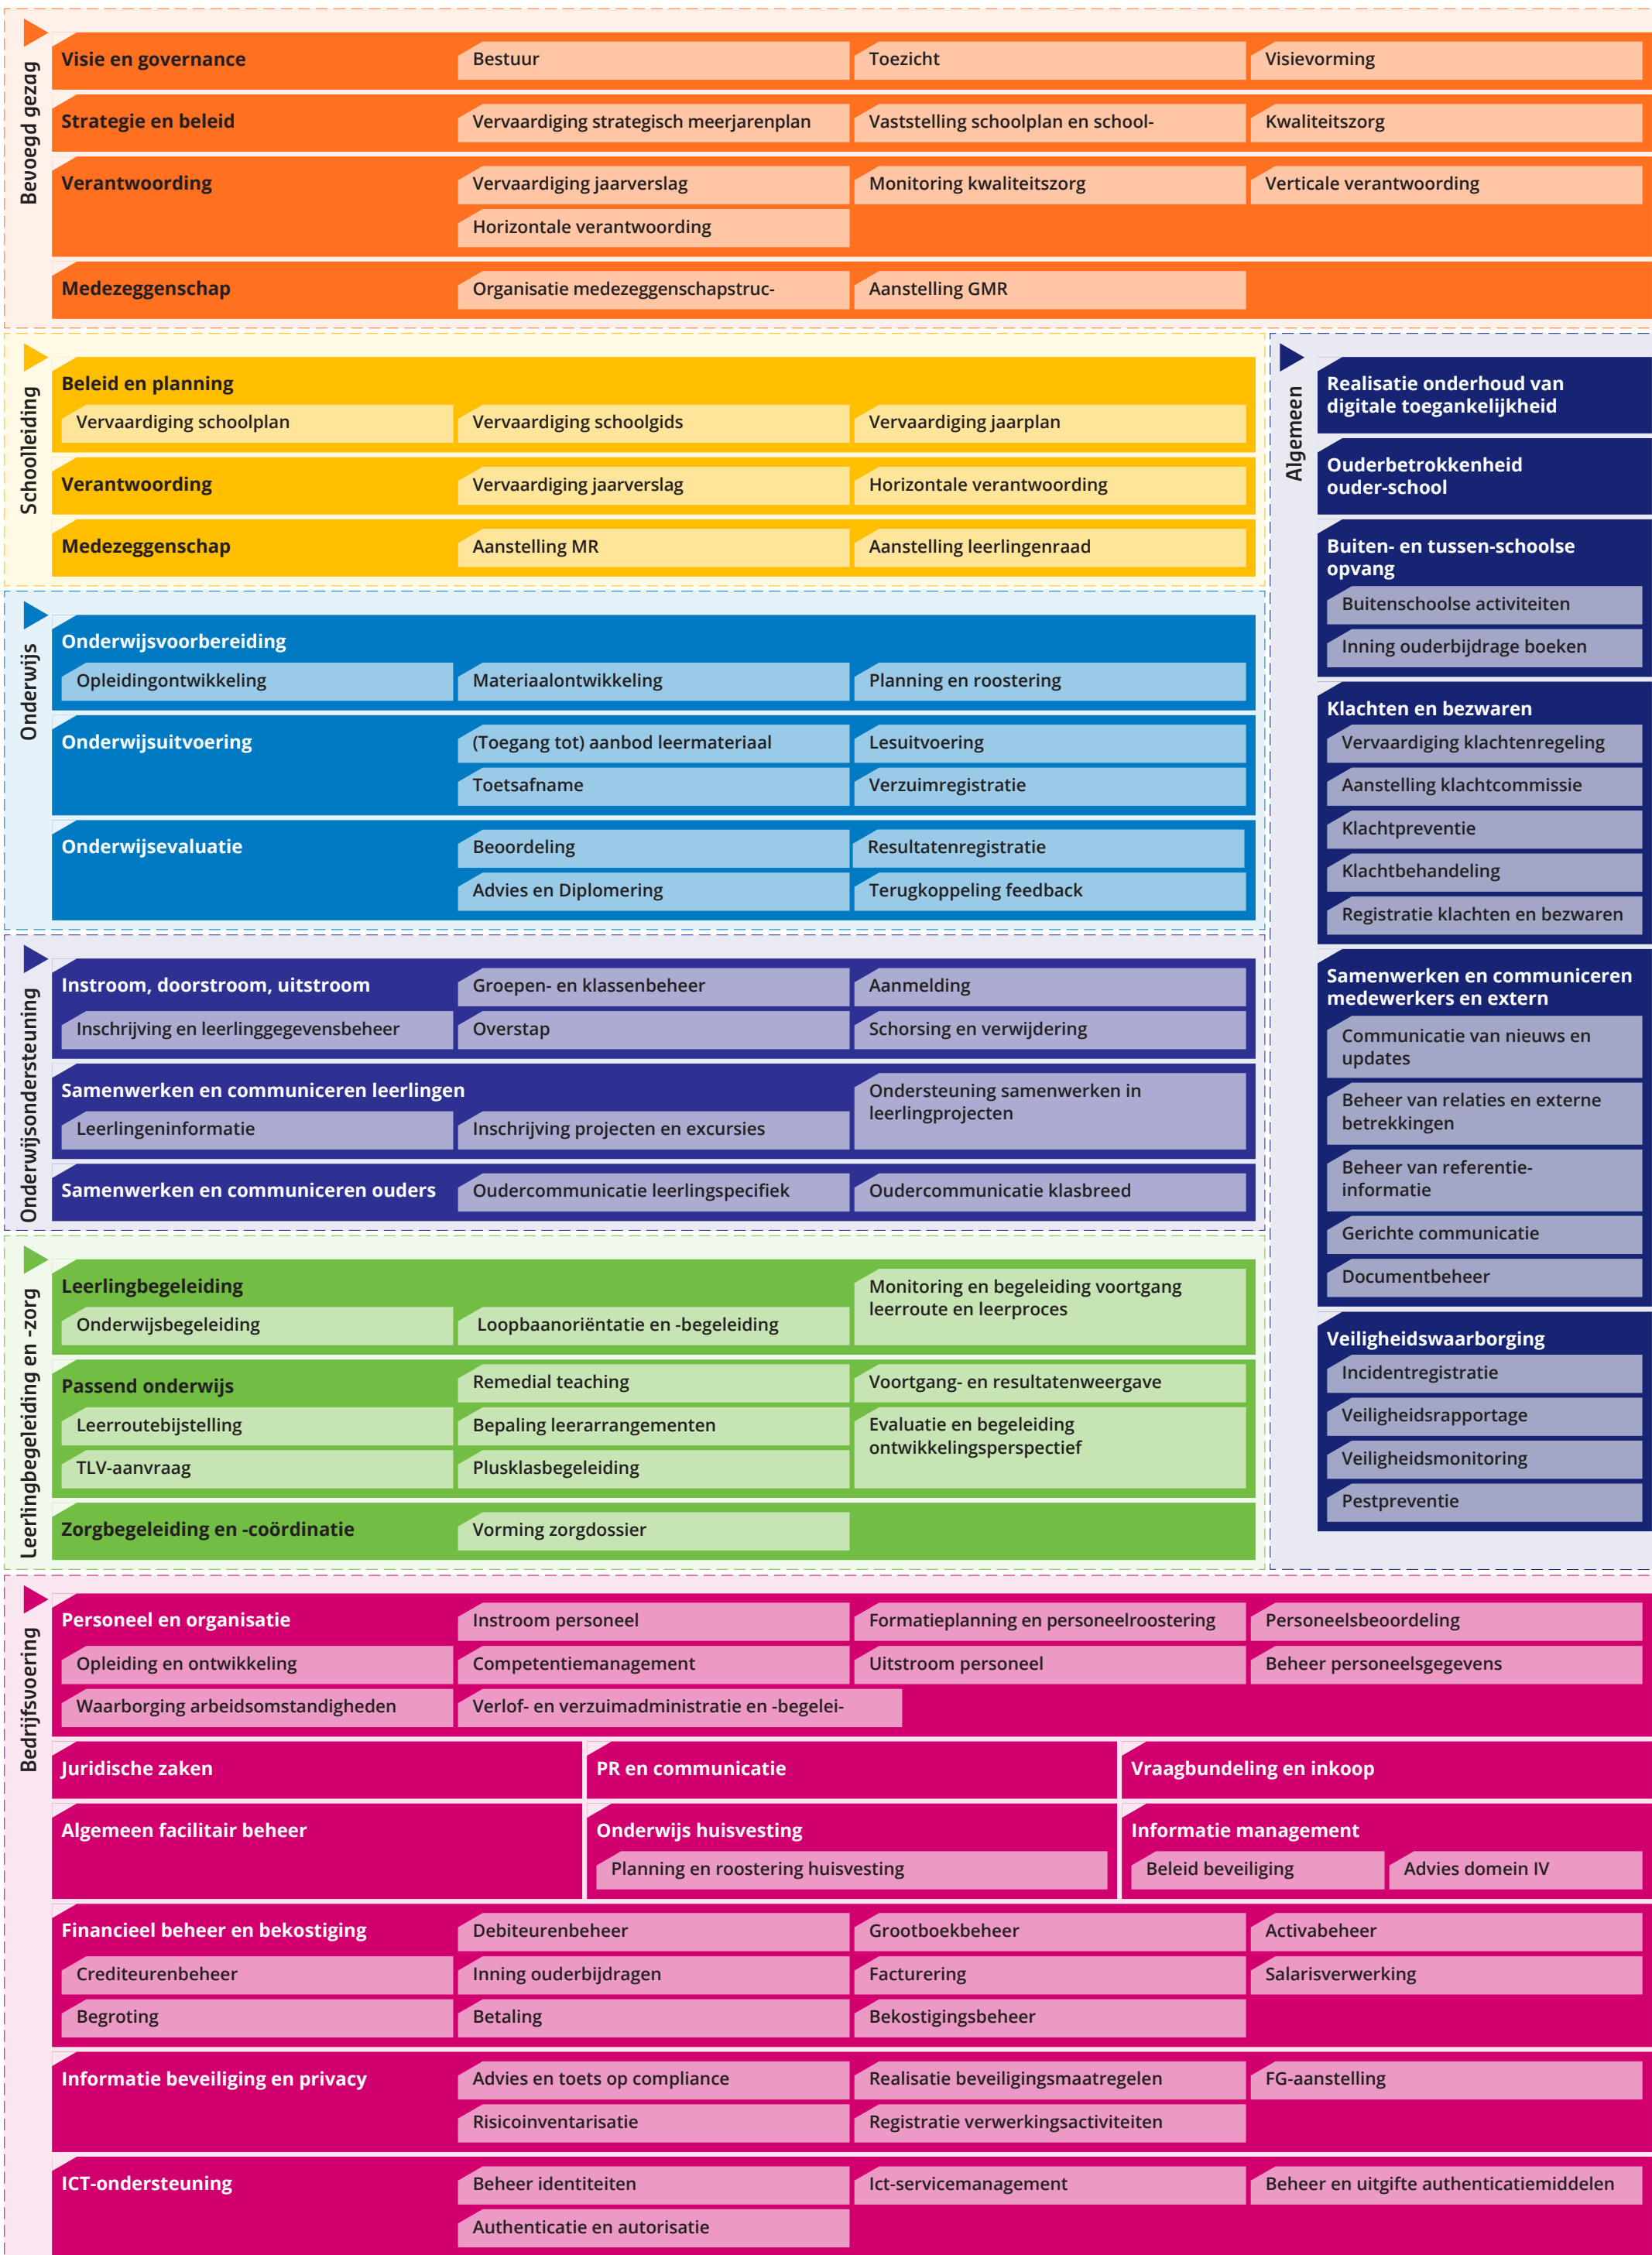 Bevoegd gezag
Visie en governance
Bestuur
Toezicht
Visievorming
Strategie en beleid
Vervaardiging strategisch meerjarenplan
Vaststelling schoolplan en school-
Kwaliteitszorg
Verantwoording
Vervaardiging jaarverslag
Monitoring kwaliteitszorg
Verticale verantwoording
Horizontale verantwoording
Medezeggenschap
Organisatie medezeggenschapstruc-
Aanstelling GMR
Schoolleiding
Beleid en planning
Vervaardiging schoolplan
Vervaardiging schoolgids
Vervaardiging jaarplan
Verantwoording
Vervaardiging jaarverslag
Horizontale verantwoording
Medezeggenschap
Aanstelling MR
Aanstelling leerlingenraad
Onderwijs
Onderwijsvoorbereiding
Opleidingontwikkeling
Materiaalontwikkeling
Planning en roostering
Onderwijsuitvoering
(Toegang tot) aanbod leermateriaal
Lesuitvoering
Toetsafname
Verzuimregistratie
Onderwijsevaluatie
Beoordeling
Resultatenregistratie
Advies en Diplomering
Terugkoppeling feedback
Onderwijsondersteuning
Instroom, doorstroom, uitstroom
Groepen- en klassenbeheer
Aanmelding
Inschrijving en leerlinggegevensbeheer
Overstap
Schorsing en verwijdering
Samenwerken en communiceren leerlingen
Ondersteuning samenwerken in
leerlingprojecten
Leerlingeninformatie
Inschrijving projecten en excursies
Samenwerken en communiceren ouders
Oudercommunicatie leerlingspecifiek
Oudercommunicatie klasbreed
Leerlingbegeleiding en -zorg
Leerlingbegeleiding
Monitoring en begeleiding voortgang
leerroute en leerproces
Onderwijsbegeleiding
Loopbaanoriëntatie en -begeleiding
Passend onderwijs
Remedial teaching
Voortgang- en resultatenweergave
Leerroutebijstelling
Bepaling leerarrangementen
Evaluatie en begeleiding
ontwikkelingsperspectief
TLV-aanvraag
Plusklasbegeleiding
Zorgbegeleiding en -coördinatie
Vorming zorgdossier
Algemeen
Realisatie onderhoud van
digitale toegankelijkheid
Ouderbetrokkenheid
ouder-school
Buiten- en tussen-schoolse
opvang
Buitenschoolse activiteiten
Inning ouderbijdrage boeken
Klachten en bezwaren
Vervaardiging klachtenregeling
Aanstelling klachtcommissie
Klachtpreventie
Klachtbehandeling
Registratie klachten en bezwaren
Samenwerken en communiceren
medewerkers en extern
Communicatie van nieuws en
updates
Beheer van relaties en externe
betrekkingen
Beheer van referentie-
informatie
Gerichte communicatie
Documentbeheer
Veiligheidswaarborging
Incidentregistratie
Veiligheidsrapportage
Veiligheidsmonitoring
Pestpreventie
Bedrijfsvoering
Personeel en organisatie
Instroom personeel
Formatieplanning en personeelroostering
Personeelsbeoordeling
Opleiding en ontwikkeling
Competentiemanagement
Uitstroom personeel
Beheer personeelsgegevens
Waarborging arbeidsomstandigheden
Verlof- en verzuimadministratie en -begelei-
Juridische zaken
PR en communicatie
Vraagbundeling en inkoop
Algemeen facilitair beheer
Onderwijs huisvesting
Planning en roostering huisvesting
Informatie management
Beleid beveiliging
Advies domein IV
Financieel beheer en bekostiging
Debiteurenbeheer
Grootboekbeheer
Activabeheer
Crediteurenbeheer
Inning ouderbijdragen
Facturering
Salarisverwerking
Begroting
Betaling
Bekostigingsbeheer
Informatie beveiliging en privacy
Advies en toets op compliance
Realisatie beveiligingsmaatregelen
FG-aanstelling
Risicoinventarisatie
Registratie verwerkingsactiviteiten
ICT-ondersteuning
Beheer identiteiten
Ict-servicemanagement
Beheer en uitgifte authenticatiemiddelen
Authenticatie en autorisatie